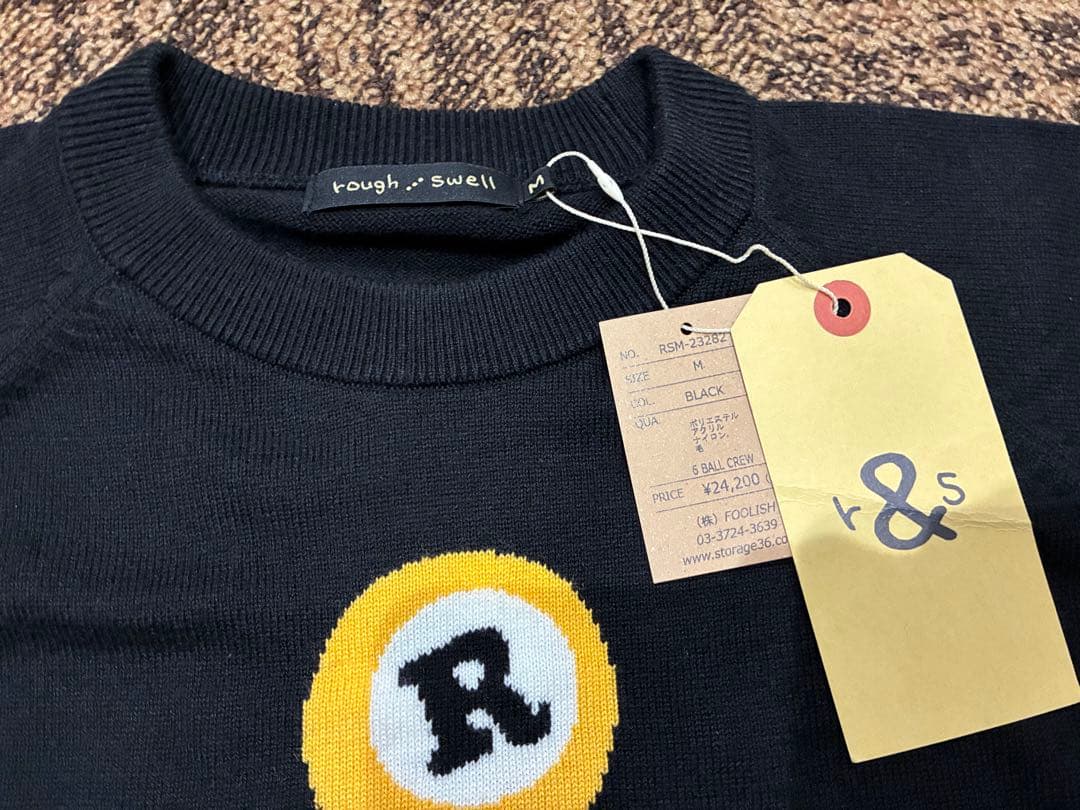 rough swell
M
NO. RSM-23282
SIZE M
COL. BLACK
QUA. ポリエステル
アクリル
ナイロン
毛
6 BALL CREW
PRICE ¥24,200
(株) FOOLISH
03-3724-3639
www.storage36.co
r&s
R